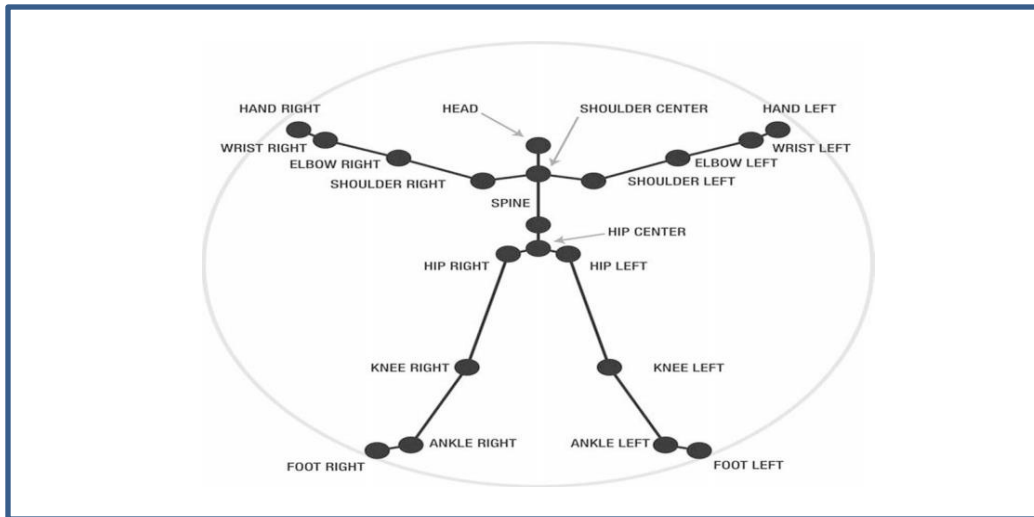 HAND RIGHT
HEAD
SHOULDER CENTER
HAND LEFT
WRIST RIGHT
WRIST LEFT
ELBOW RIGHT
ELBOW LEFT
SHOULDER RIGHT
SHOULDER LEFT
SPINE
HIP CENTER
HIP RIGHT
HIP LEFT
KNEE RIGHT
KNEE LEFT
ANKLE RIGHT
ANKLE LEFT
FOOT RIGHT
FOOT LEFT